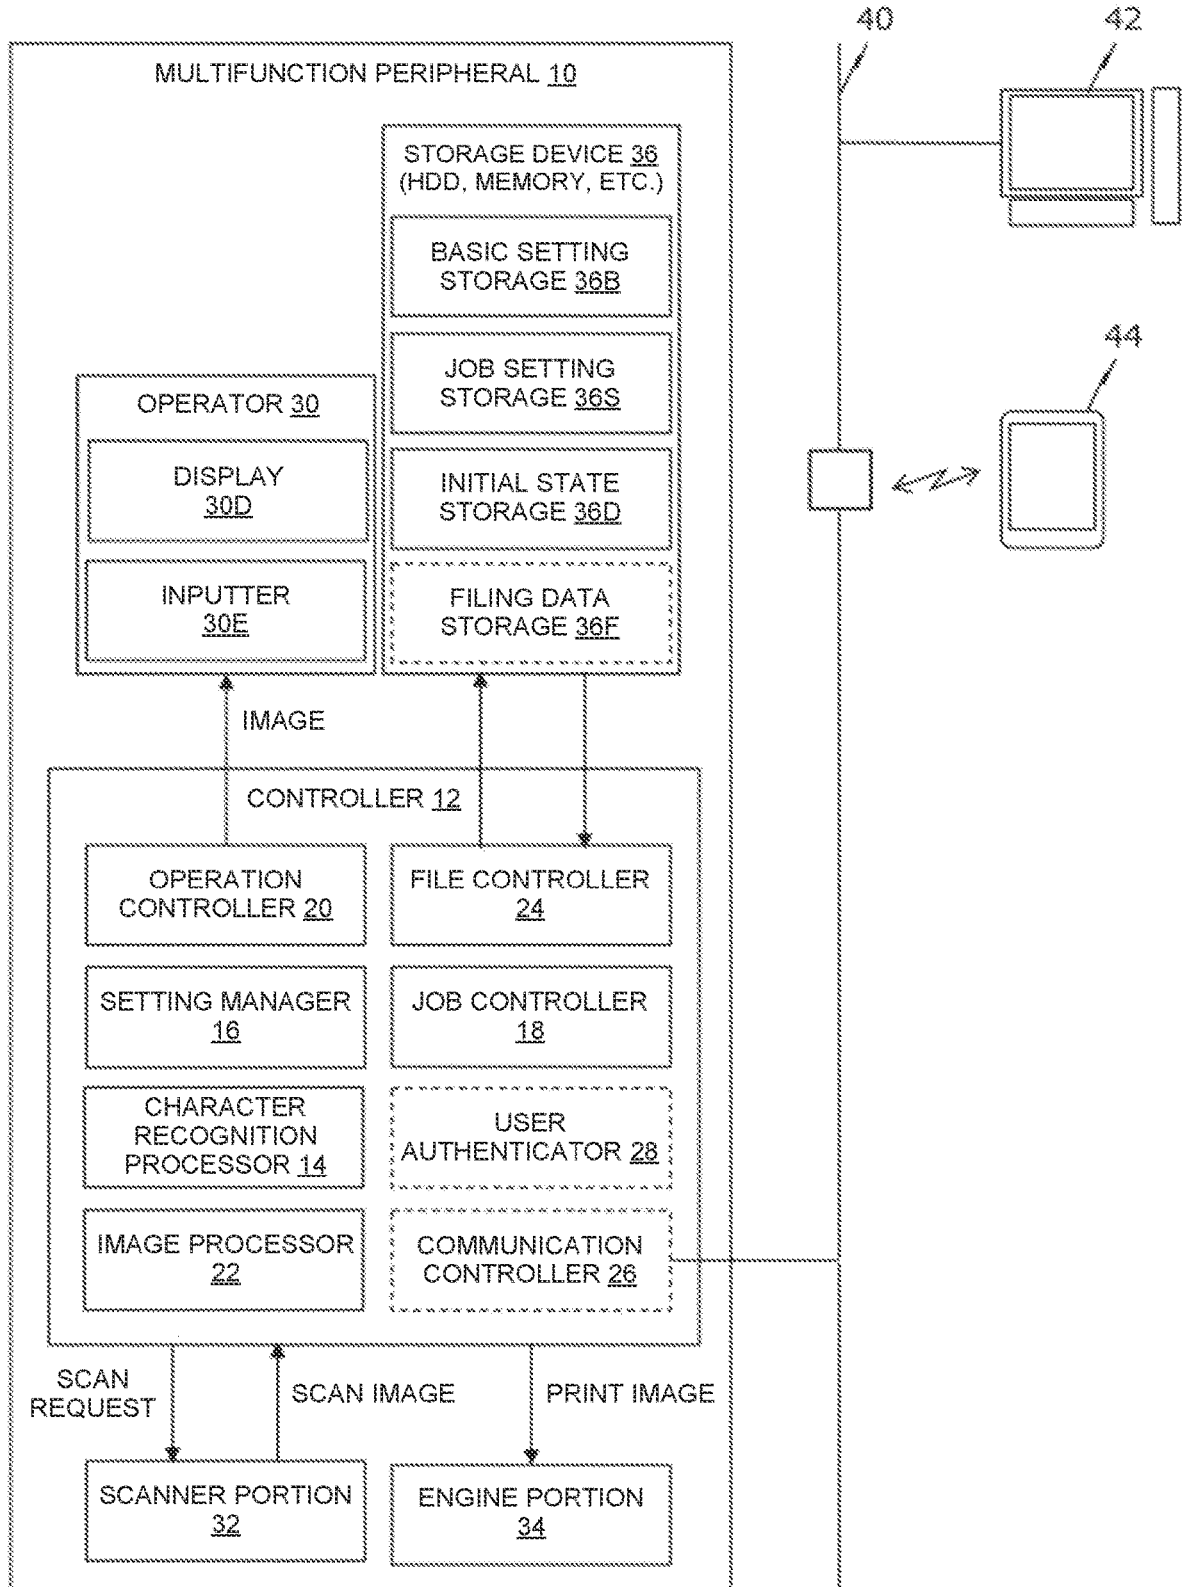 40
42
MULTIFUNCTION PERIPHERAL 10
STORAGE DEVICE 36
(HDD, MEMORY, ETC.)
BASIC SETTING
STORAGE 36B
JOB SETTING
STORAGE 36S
INITIAL STATE
STORAGE 36D
FILING DATA
STORAGE 36F
OPERATOR 30
DISPLAY
30D
INPUTTER
30E
44
IMAGE
CONTROLLER 12
OPERATION
CONTROLLER 20
FILE CONTROLLER
24
SETTING MANAGER
16
JOB CONTROLLER
18
CHARACTER
RECOGNITION
PROCESSOR 14
USER
AUTHENTICATOR 28
IMAGE PROCESSOR
22
COMMUNICATION
CONTROLLER 26
SCAN
REQUEST
SCAN IMAGE
PRINT IMAGE
SCANNER PORTION
32
ENGINE PORTION
34